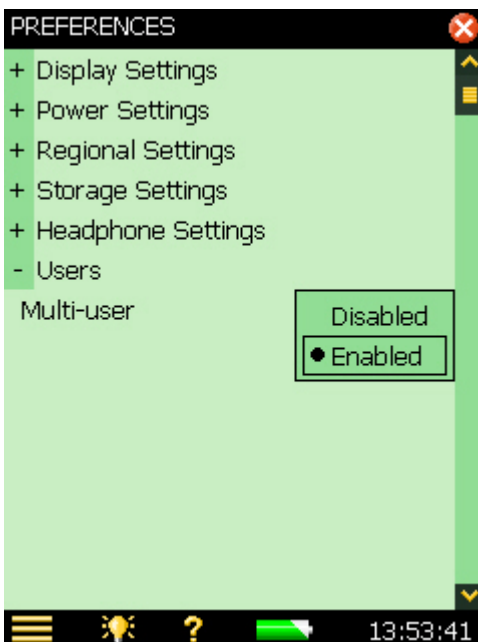 PREFERENCES
+ Display Settings
+ Power Settings
+ Regional Settings
+ Storage Settings
+ Headphone Settings
- Users
Multi-user
Disabled
Enabled
?
13:53:41